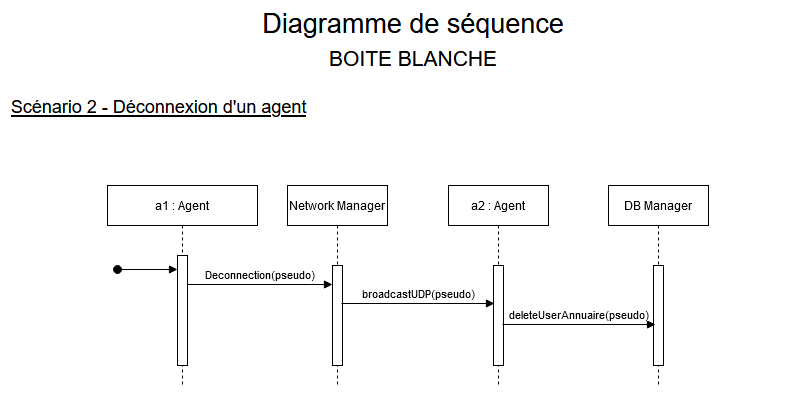 Diagramme de séquence
BOITE BLANCHE
Scénario 2 - Déconnexion d'un agent
a1 : Agent
Network Manager
a2 : Agent
DB Manager
Deconnection(pseudo)
broadcastUDP(pseudo)
deleteUserAnnuaire(pseudo)